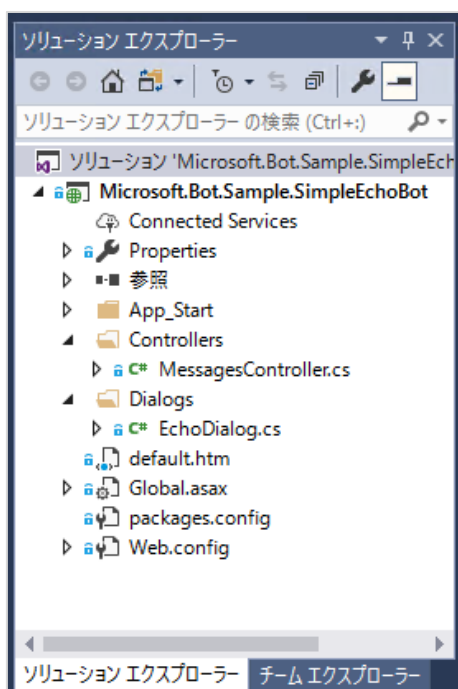 ソリューション エクスプローラー
ソリューション エクスプローラー の検索 (Ctrl+:)
ソリューション 'Microsoft.Bot.Sample.SimpleEch
Microsoft.Bot.Sample.SimpleEchoBot
Connected Services
Properties
参照
App_Start
Controllers
C# MessagesController.cs
Dialogs
C# EchoDialog.cs
default.htm
Global.asax
packages.config
Web.config
ソリューション エクスプローラー チーム エクスプローラー